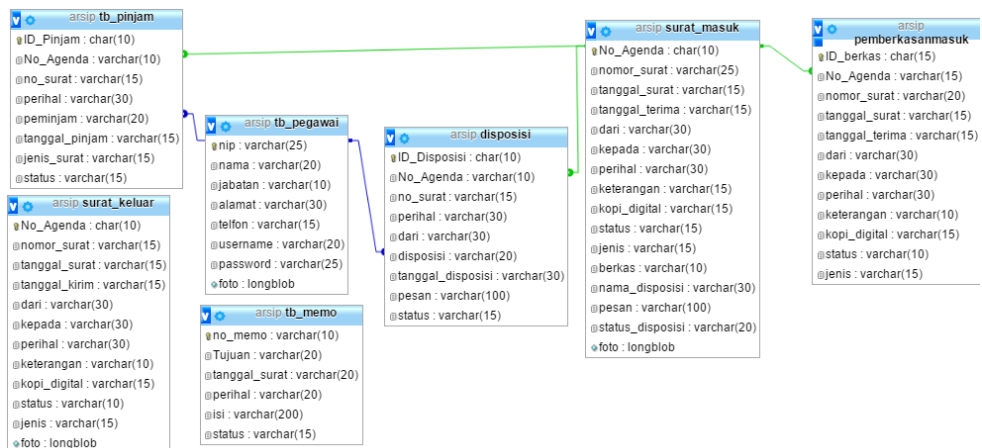 arsip tb_pinjam
ID_Pinjam : char(10)
No_Agenda : varchar(10)
no_surat : varchar(15)
perihal : varchar(30)
peminjam : varchar(20)
tanggal_pinjam : varchar(15)
jenis_surat : varchar(15)
status : varchar(15)
arsip surat_keluar
No_Agenda : char(10)
nomor_surat : varchar(15)
tanggal_surat : varchar(15)
tanggal_kirim : varchar(15)
dari : varchar(30)
kepada : varchar(30)
perihal : varchar(30)
keterangan : varchar(10)
kopi_digital : varchar(15)
status : varchar(10)
jenis : varchar(15)
foto : longblob
arsip tb_pegawai
nip : varchar(25)
nama : varchar(20)
jabatan : varchar(10)
alamat : varchar(30)
telfon : varchar(15)
username : varchar(20)
password : varchar(25)
foto : longblob
arsip tb_memo
no_memo : varchar(10)
Tujuan : varchar(20)
tanggal_surat : varchar(20)
perihal : varchar(20)
isi : varchar(200)
status : varchar(15)
arsip disposisi
ID_Disposisi : char(10)
No_Agenda : varchar(10)
no_surat : varchar(15)
perihal : varchar(30)
dari : varchar(30)
disposisi : varchar(20)
tanggal_disposisi : varchar(30)
pesan : varchar(100)
status : varchar(15)
arsip surat_masuk
No_Agenda : char(10)
nomor_surat : varchar(25)
tanggal_surat : varchar(15)
tanggal_terima : varchar(15)
dari : varchar(30)
kepada : varchar(30)
perihal : varchar(30)
keterangan : varchar(15)
kopi_digital : varchar(15)
status : varchar(15)
jenis : varchar(15)
berkas : varchar(10)
nama_disposisi : varchar(30)
pesan : varchar(100)
status_disposisi : varchar(20)
foto : longblob
arsip
pemberkasanmasuk
ID_berkas : char(15)
No_Agenda : varchar(15)
nomor_surat : varchar(20)
tanggal_surat : varchar(15)
tanggal_terima : varchar(15)
dari : varchar(30)
kepada : varchar(30)
perihal : varchar(30)
keterangan : varchar(10)
kopi_digital : varchar(15)
status : varchar(10)
jenis : varchar(15)